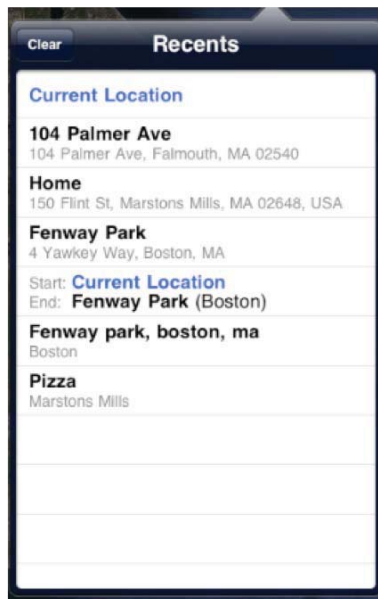 Clear
Recents
Current Location
104 Palmer Ave
104 Palmer Ave, Falmouth, MA 02540
Home
150 Flint St, Marstons Mills, MA 02648, USA
Fenway Park
4 Yawkey Way, Boston, MA
Start: Current Location
End: Fenway Park (Boston)
Fenway park, boston, ma
Boston
Pizza
Marstons Mills